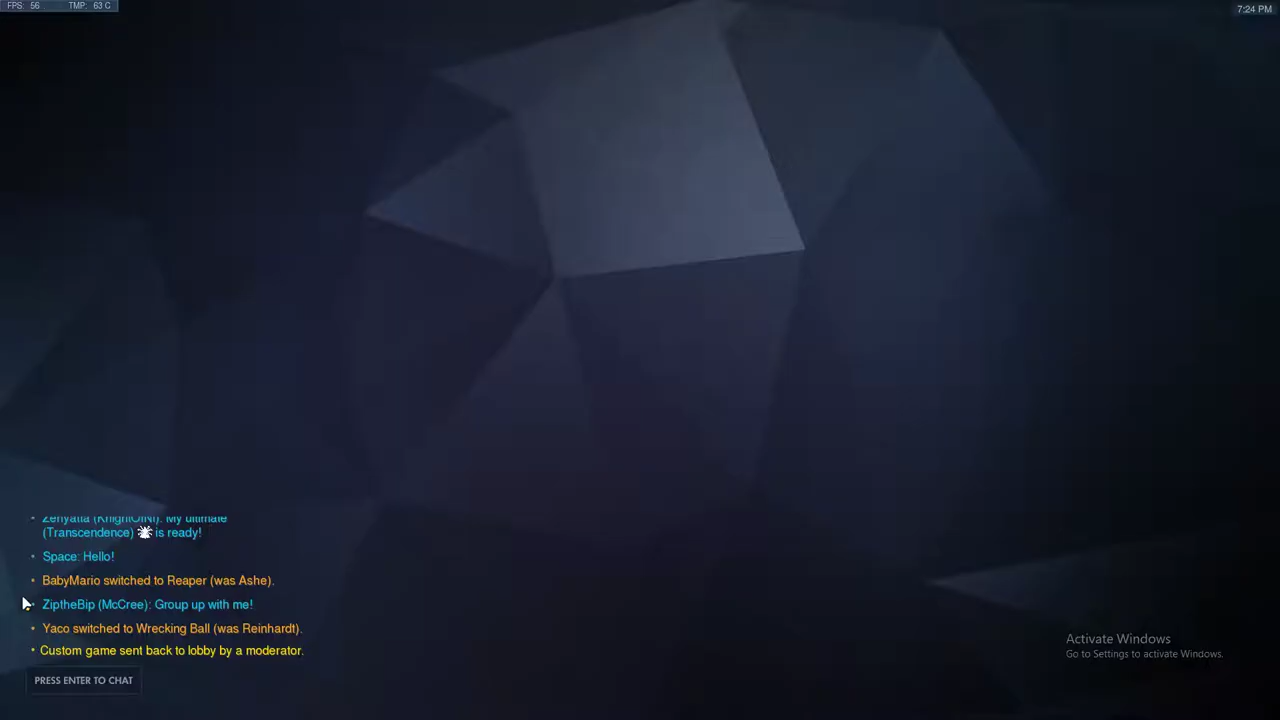 FPS: 56 TMP: 63 C
7:24 PM
(Transcendence) is ready!
Space: Hello!
BabyMario switched to Reaper (was Ashe).
ZiptheBip (McCree): Group up with me!
Yaco switched to Wrecking Ball (was Reinhardt).
Custom game sent back to lobby by a moderator.
PRESS ENTER TO CHAT
Activate Windows
Go to Settings to activate Windows.